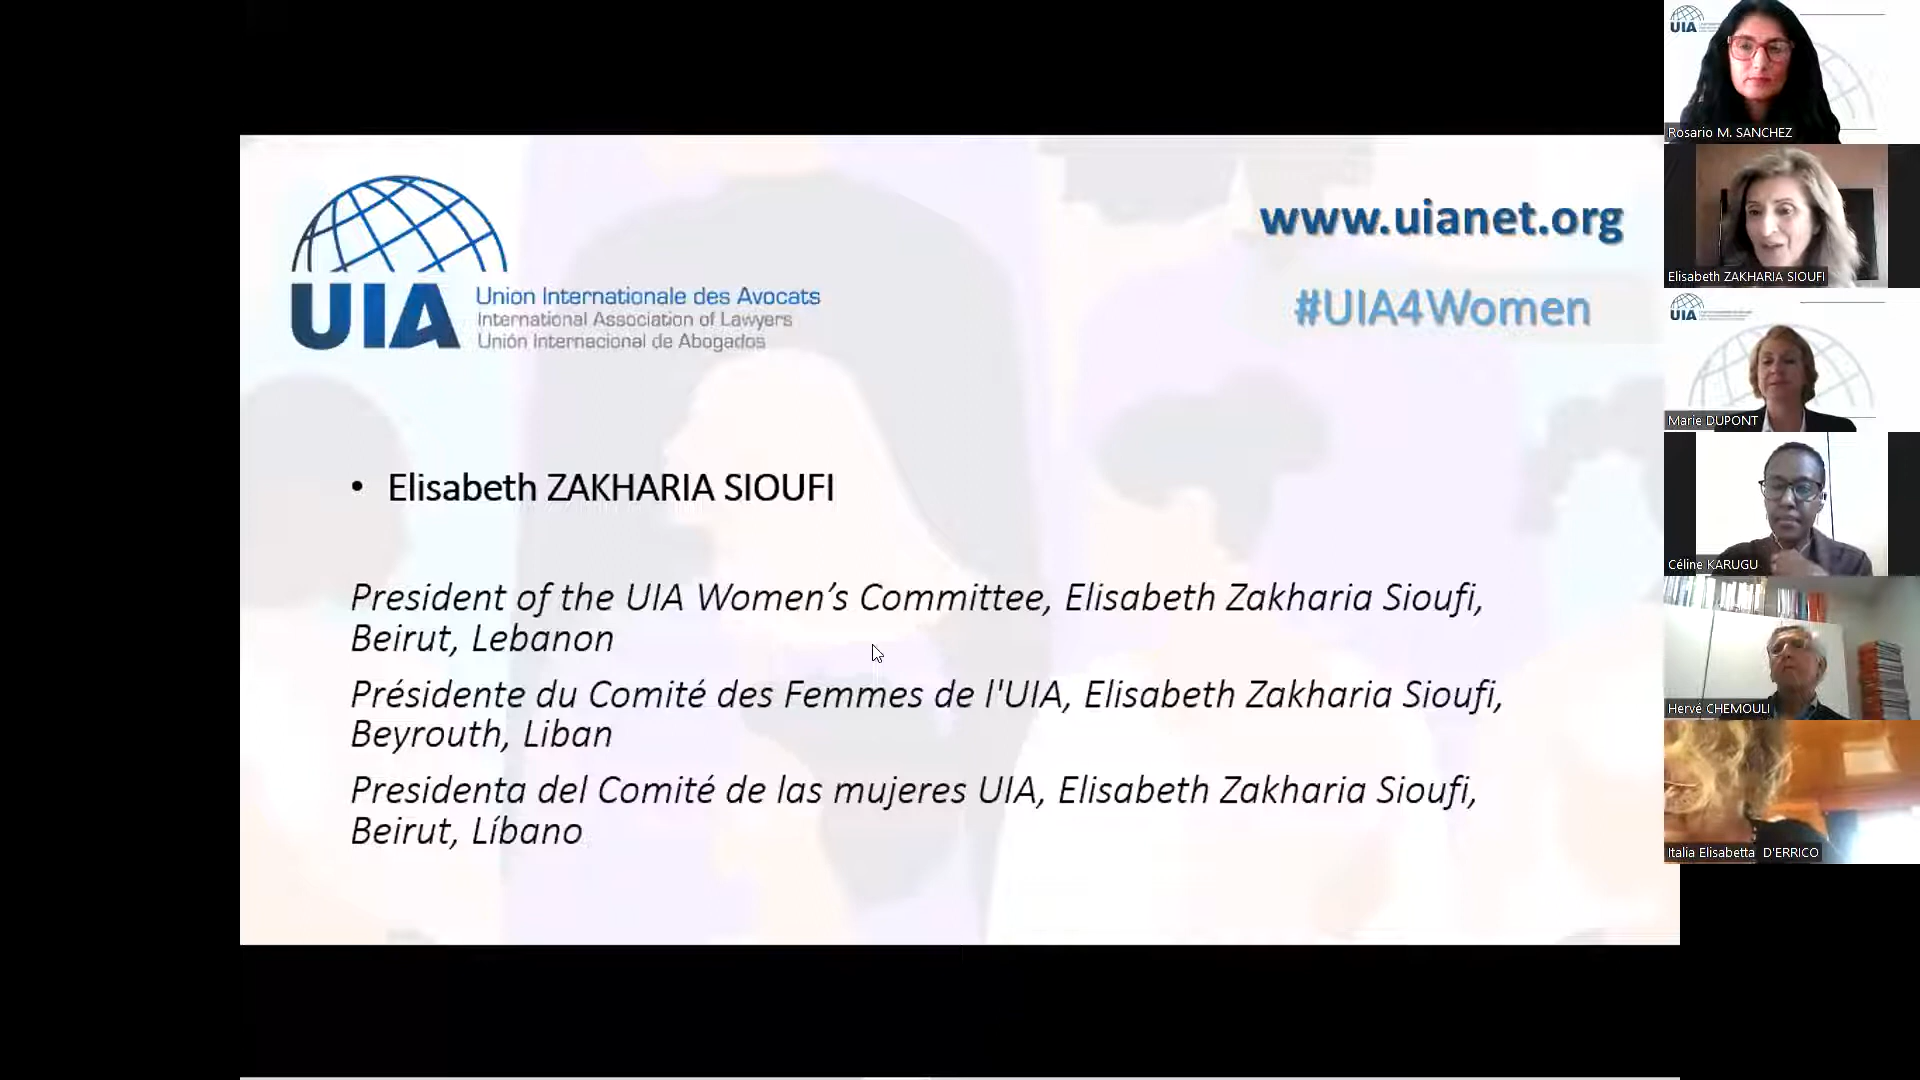 UIA
Union Internationale des Avocats
International Association of Lawyers
Unión Internacional de Abogados
www.uianet.org
#UIA4Women
• Elisabeth ZAKHARIA SIOUFI
President of the UIA Women’s Committee, Elisabeth Zakharia Sioufi,
Beirut, Lebanon
Présidente du Comité des Femmes de l'UIA, Elisabeth Zakharia Sioufi,
Beyrouth, Liban
Presidenta del Comité de las mujeres UIA, Elisabeth Zakharia Sioufi,
Beirut, Líbano
UIA
Rosario M. SANCHEZ
Elisabeth ZAKHARIA SIOUFI
UIA
Marie DUPONT
Céline KARUGU
Hervé CHEMOULI
Italia Elisabetta D'ERRICO